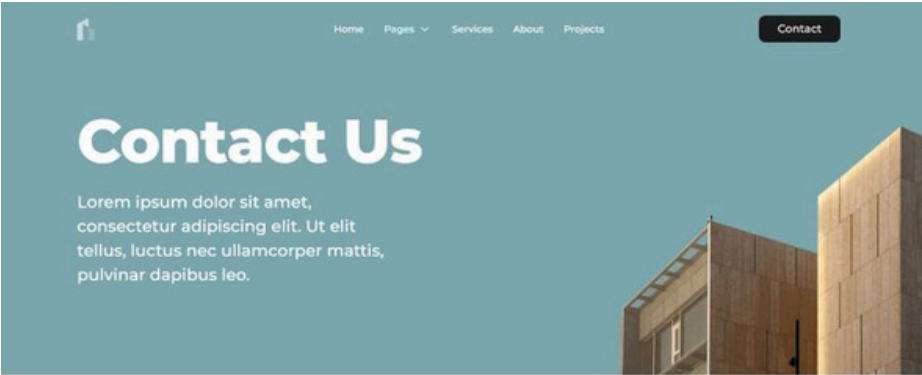 Home Pages Services About Projects Contact
Contact Us
Lorem ipsum dolor sit amet,
consectetur adipiscing elit. Ut elit
tellus, luctus nec ullamcorper mattis,
pulvinar dapibus leo.